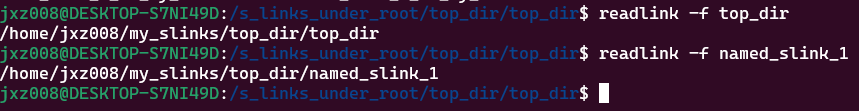 jxz008@DESKTOP-S7NI49D:/s_links_under_root/top_dir/top_dir$ readlink -f top_dir
/home/jxz008/my_slinks/top_dir/top_dir
jxz008@DESKTOP-S7NI49D:/s_links_under_root/top_dir/top_dir$ readlink -f named_slink_1
/home/jxz008/my_slinks/top_dir/named_slink_1
jxz008@DESKTOP-S7NI49D:/s_links_under_root/top_dir/top_dir$